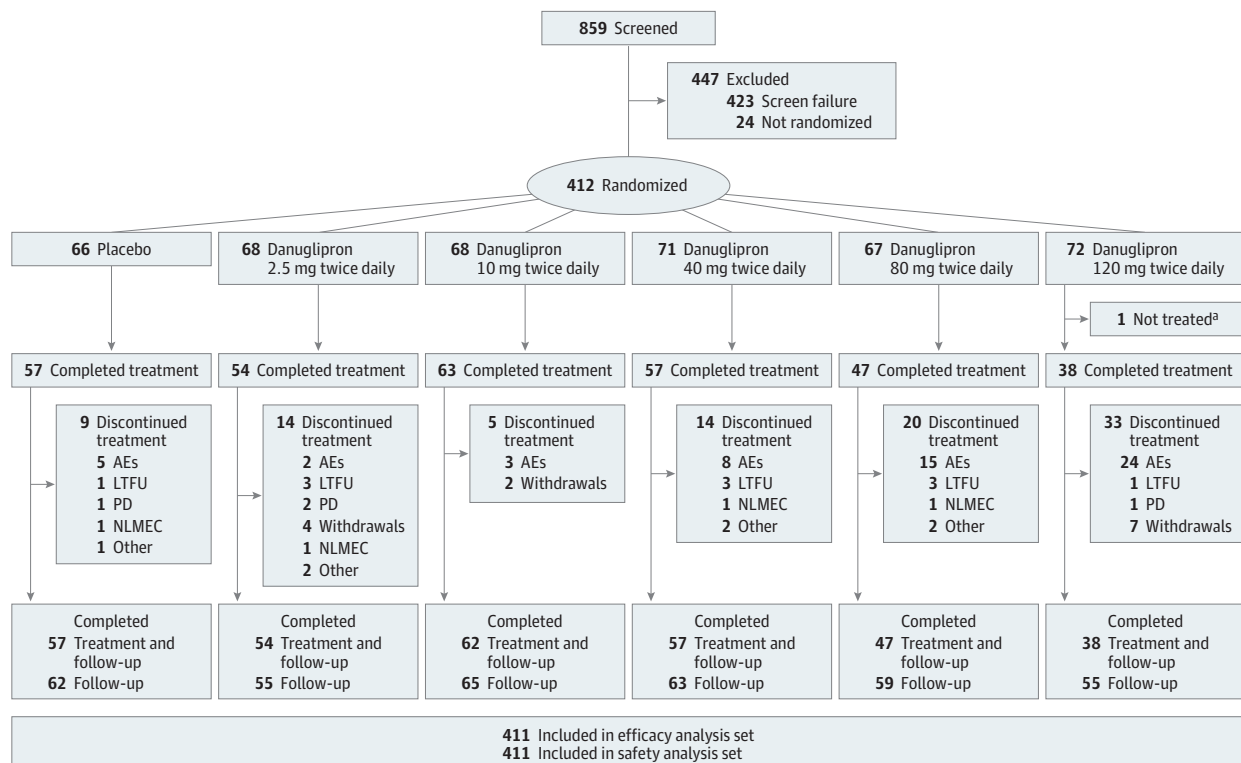 859 Screened
447 Excluded
423 Screen failure
24 Not randomized
412 Randomized
66 Placebo
68 Danuglipron
2.5 mg twice daily
68 Danuglipron
10 mg twice daily
71 Danuglipron
40 mg twice daily
67 Danuglipron
80 mg twice daily
72 Danuglipron
120 mg twice daily
1 Not treatedᵃ
57 Completed treatment
54 Completed treatment
63 Completed treatment
57 Completed treatment
47 Completed treatment
38 Completed treatment
9 Discontinued
treatment
5 AEs
1 LTFU
1 PD
1 NLMEC
1 Other
14 Discontinued
treatment
2 AEs
3 LTFU
2 PD
4 Withdrawals
1 NLMEC
2 Other
5 Discontinued
treatment
3 AEs
2 Withdrawals
14 Discontinued
treatment
8 AEs
3 LTFU
1 NLMEC
2 Other
20 Discontinued
treatment
15 AEs
3 LTFU
1 NLMEC
2 Other
33 Discontinued
treatment
24 AEs
1 LTFU
1 PD
7 Withdrawals
Completed
57 Treatment and
follow-up
62 Follow-up
Completed
54 Treatment and
follow-up
55 Follow-up
Completed
62 Treatment and
follow-up
65 Follow-up
Completed
57 Treatment and
follow-up
63 Follow-up
Completed
47 Treatment and
follow-up
59 Follow-up
Completed
38 Treatment and
follow-up
55 Follow-up
411 Included in efficacy analysis set
411 Included in safety analysis set